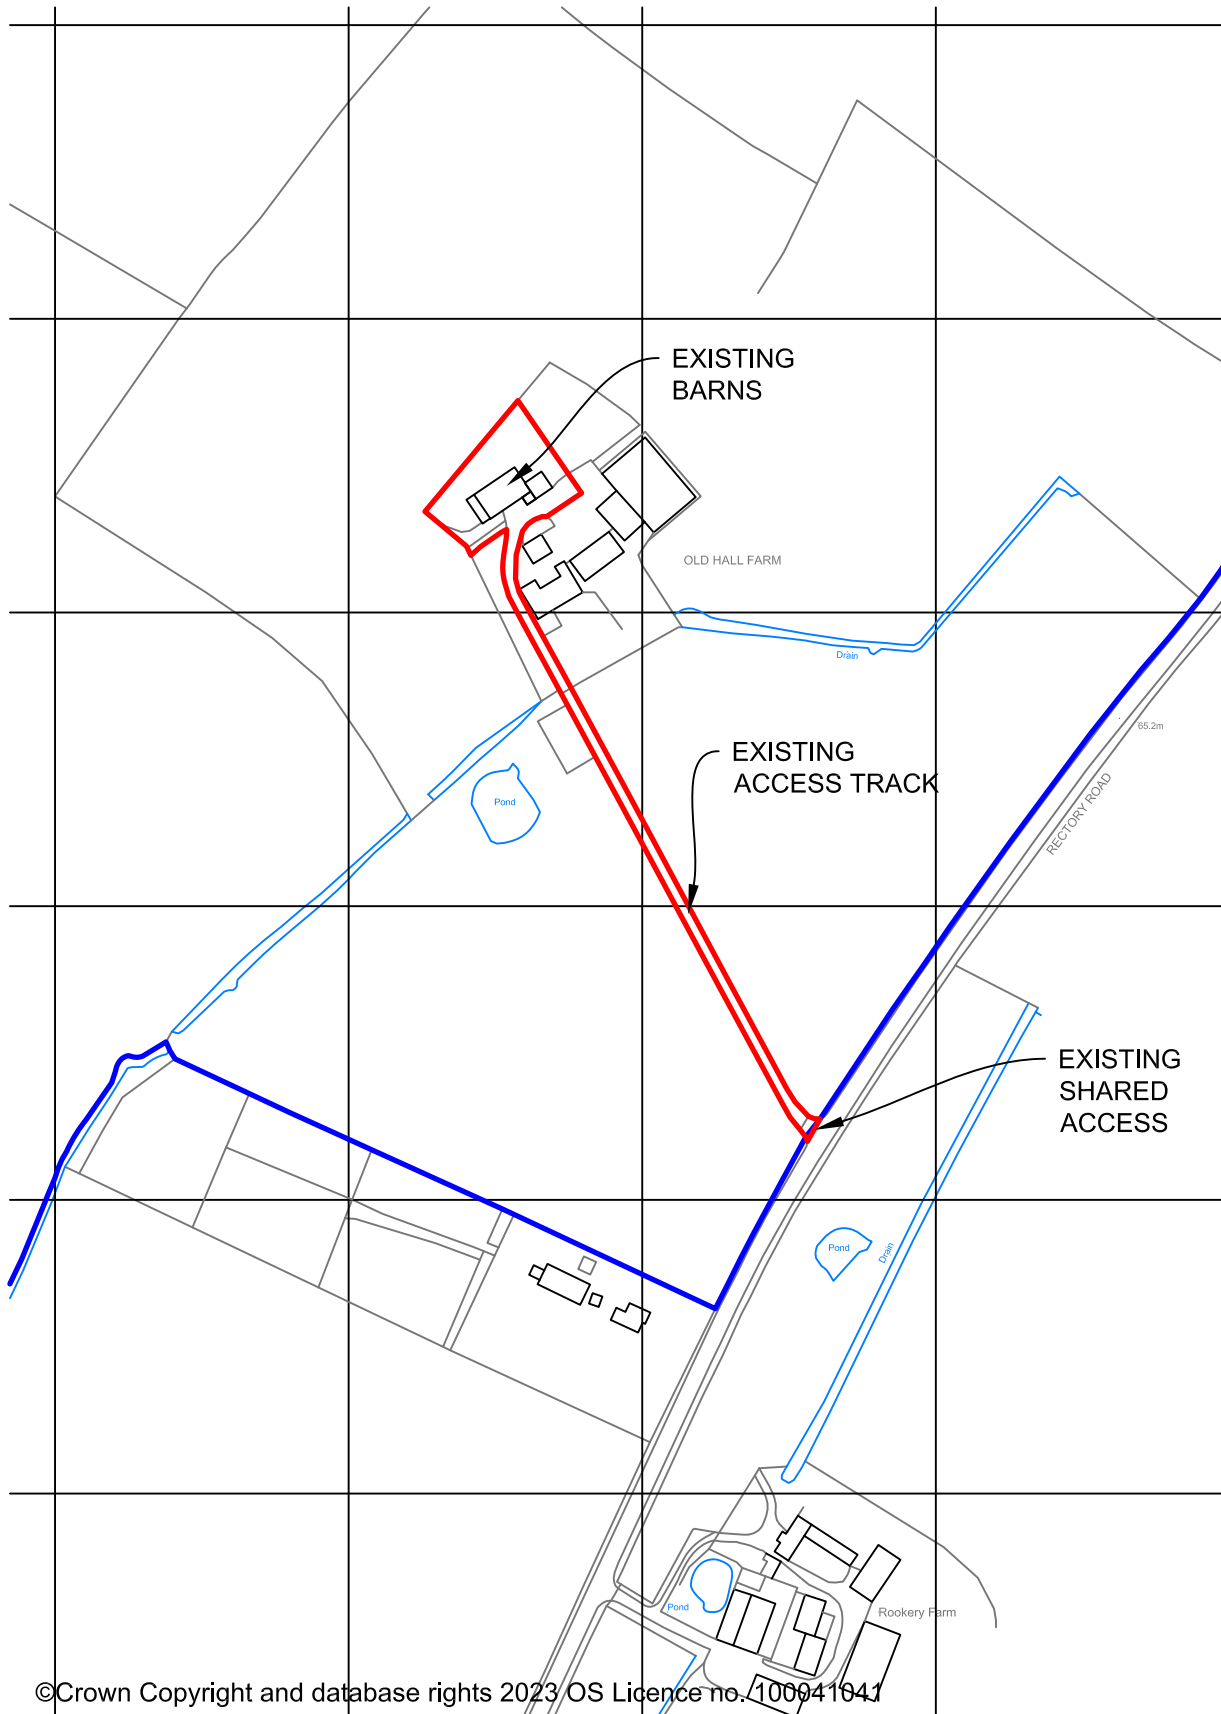 EXISTING
BARNS
OLD HALL FARM
Drain
65.2m
EXISTING
ACCESS TRACK
RECTORY ROAD
Pond
EXISTING
SHARED
ACCESS
Pond
Drain
Pond
Rookery Farm
©Crown Copyright and database rights 2023 OS Licence no. 100041041